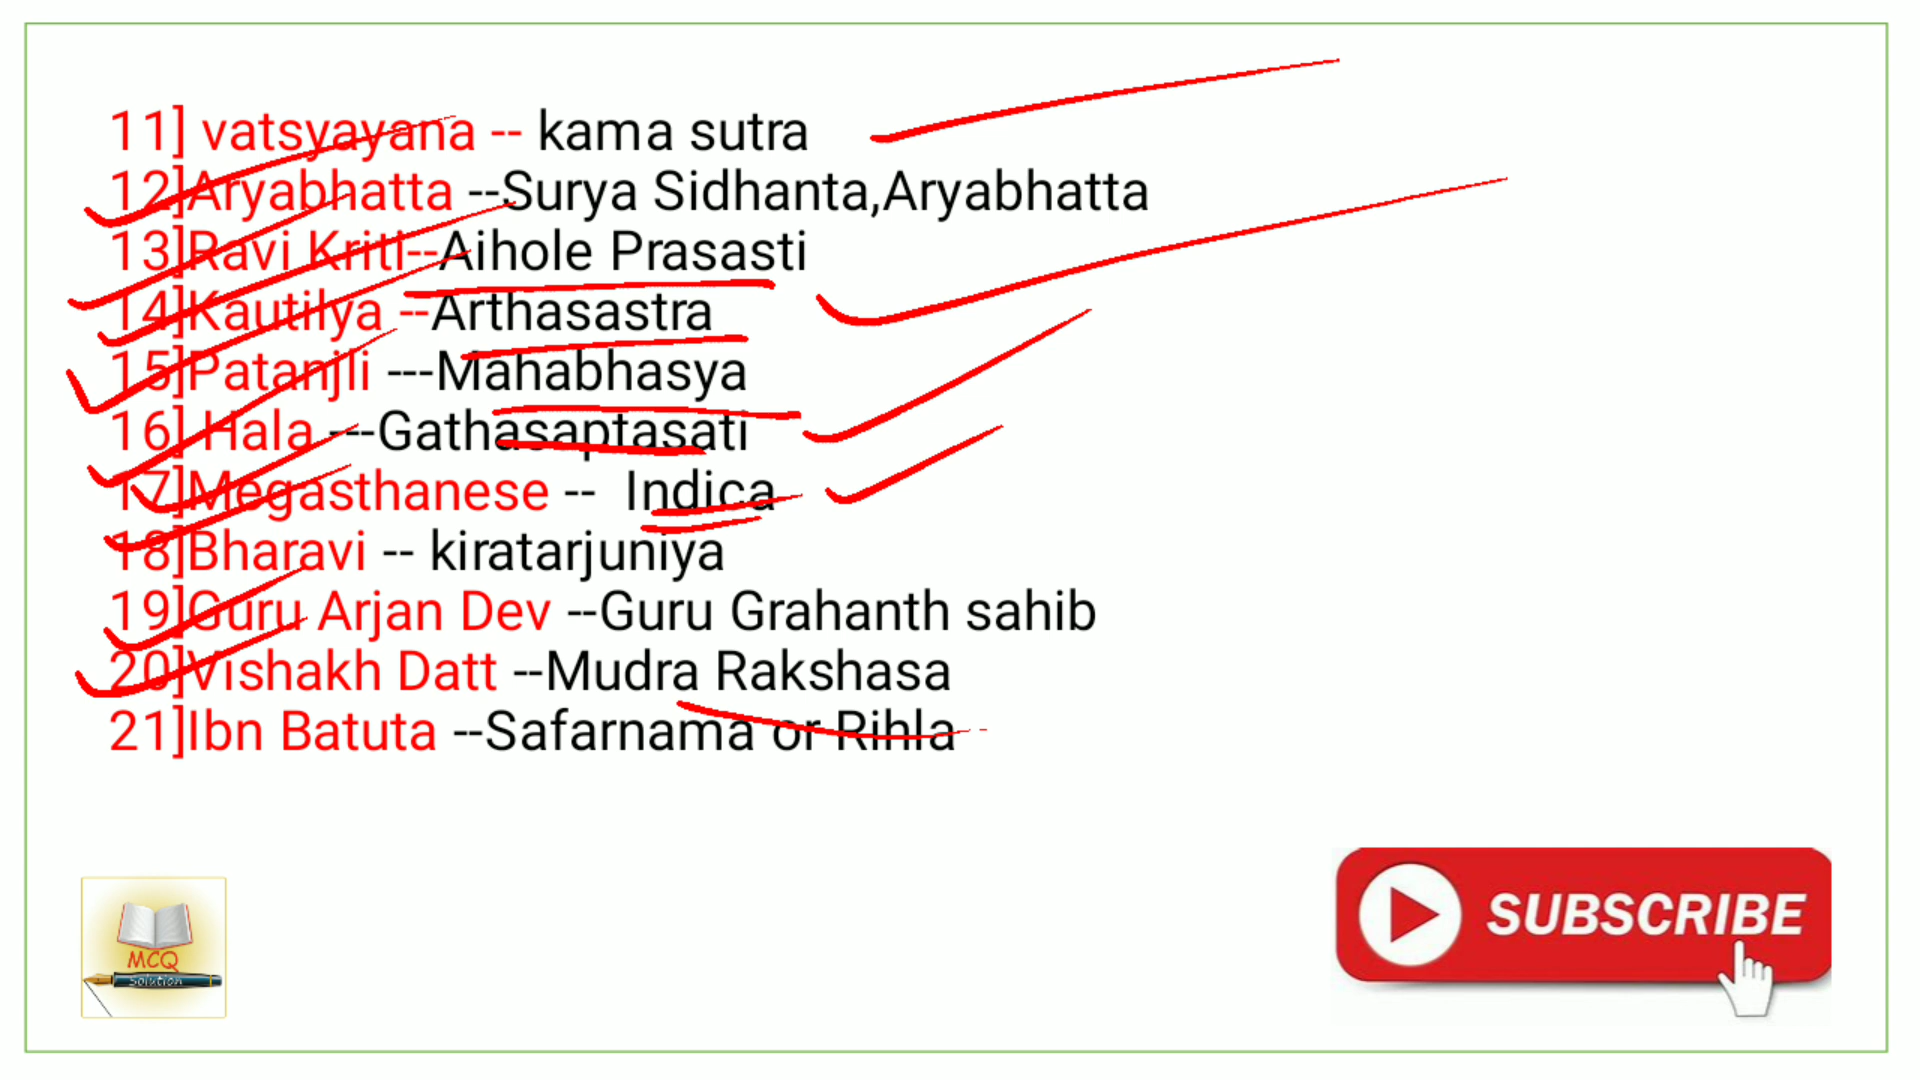 11] vatsyayana -- kama sutra
12]Aryabhatta --Surya Sidhanta,Aryabhatta
13]Ravi Kriti--Aihole Prasasti
14]Kautilya --Arthasastra
15]Patanjli ---Mahabhasya
16] Hala ---Gathasaptasati
17]Megasthanese -- Indica
18]Bharavi -- kiratarjuniya
19]Guru Arjan Dev --Guru Grahanth sahib
20]Vishakh Datt --Mudra Rakshasa
21]Ibn Batuta --Safarnama or Rihla
MCQ
Solution
SUBSCRIBE